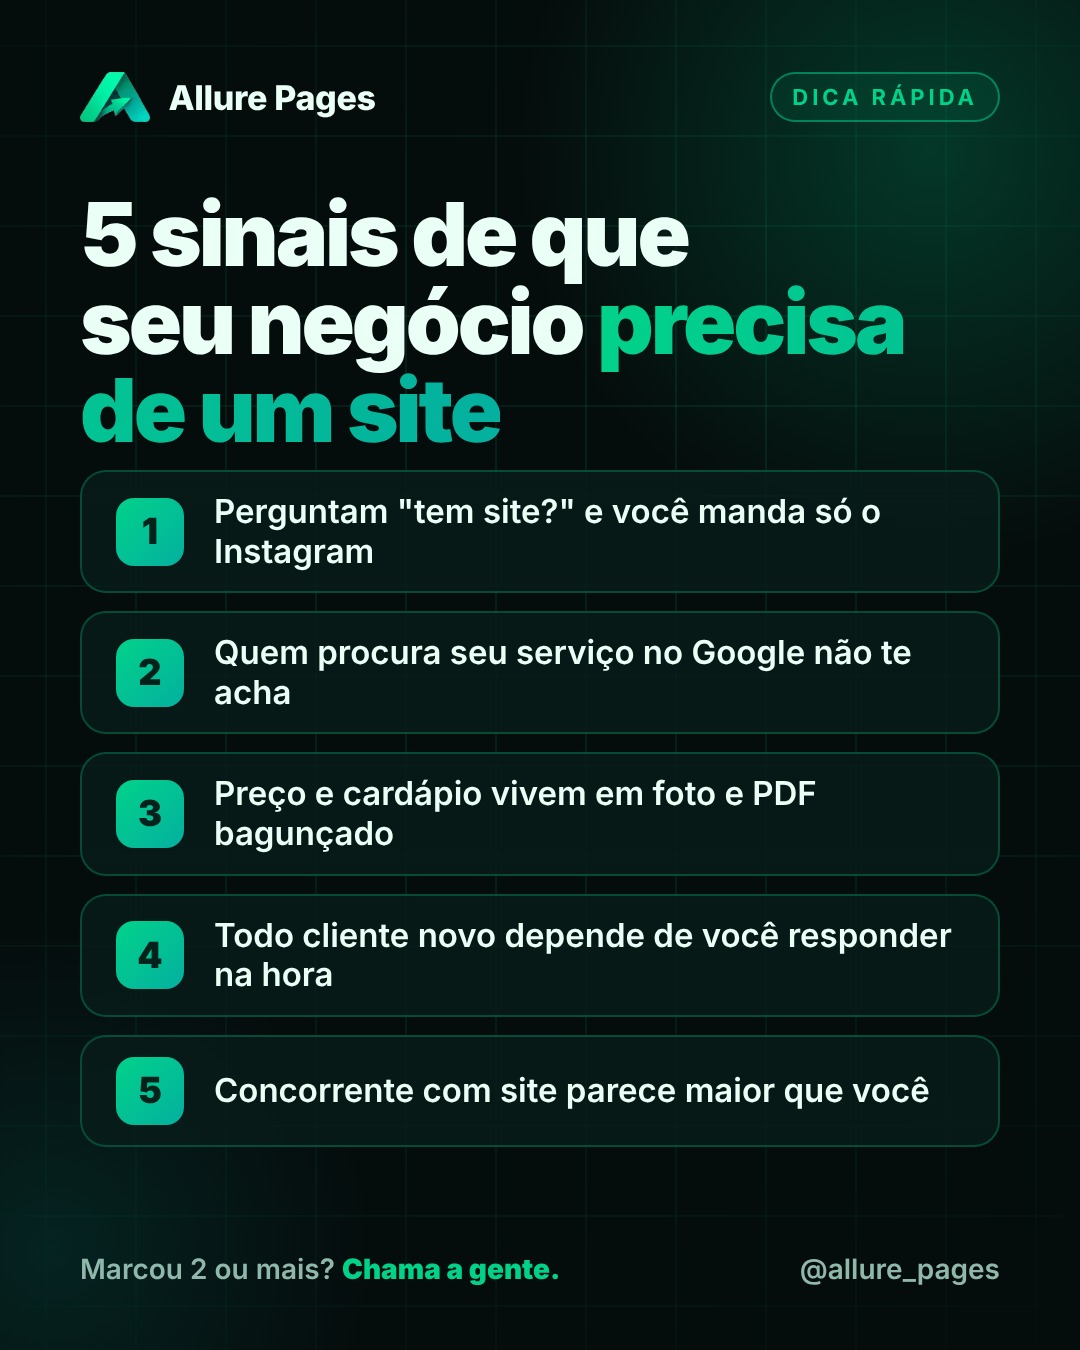 Allure Pages
DICA RÁPIDA
5 sinais de que
seu negócio precisa
de um site
1
Perguntam "tem site?" e você manda só o
Instagram
2
Quem procura seu serviço no Google não te
acha
3
Preço e cardápio vivem em foto e PDF
bagunçado
4
Todo cliente novo depende de você responder
na hora
5
Concorrente com site parece maior que você
Marcou 2 ou mais? Chama a gente.
@allure_pages